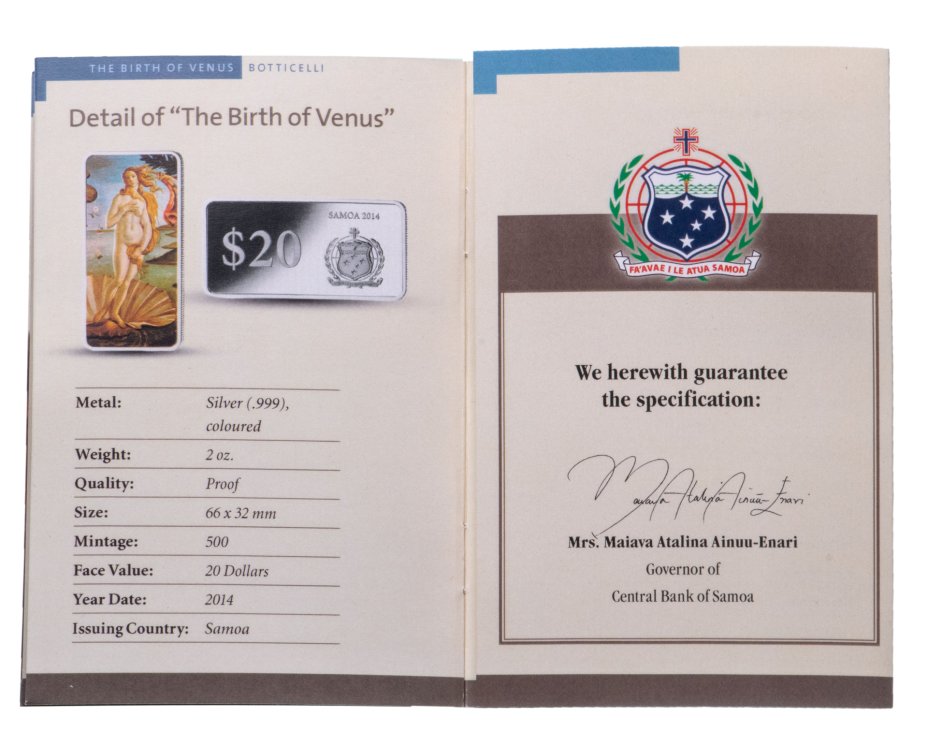 THE BIRTH OF VENUS BOTTICELLI
Detail of “The Birth of Venus”
SAMOA 2014
$20
Metal: Silver (.999),
coloured
Weight: 2 oz.
Quality: Proof
Size: 66 x 32 mm
Mintage: 500
Face Value: 20 Dollars
Year Date: 2014
Issuing Country: Samoa
FA'AVAE I LE ATUA SAMOA
We herewith guarantee
the specification:
Maiava Atalina Ainuu-Enari
Mrs. Maiava Atalina Ainuu-Enari
Governor of
Central Bank of Samoa